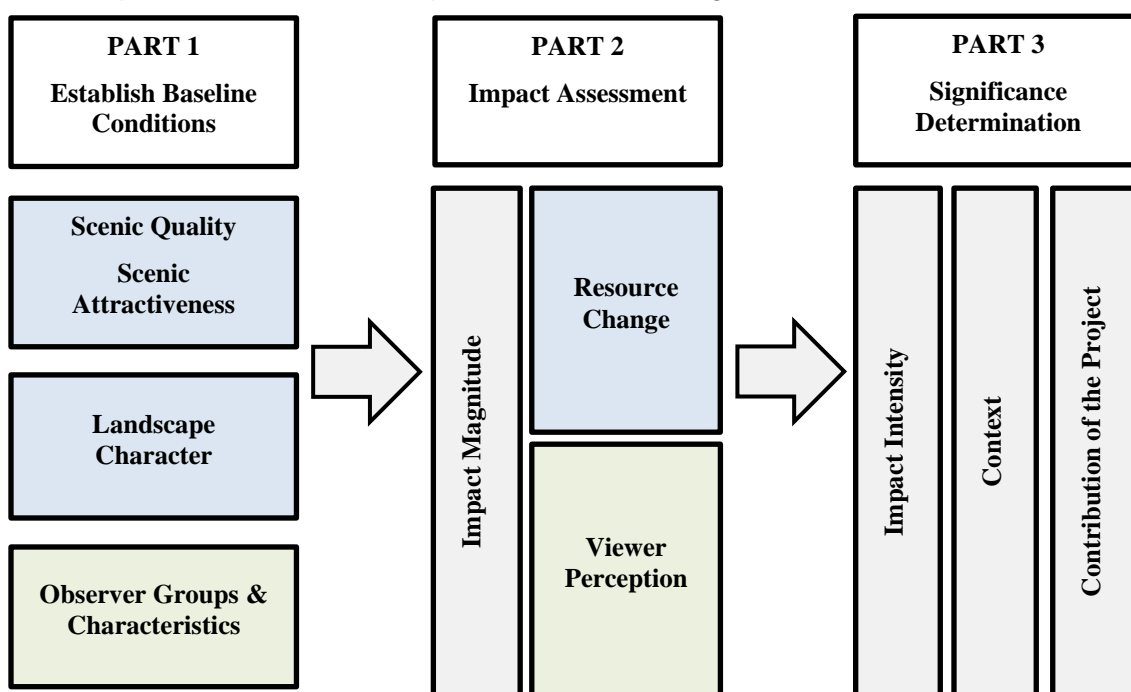 PART 1
Establish Baseline
Conditions
Scenic Quality
Scenic
Attractiveness
Landscape
Character
Observer Groups &
Characteristics
PART 2
Impact Assessment
Impact Magnitude
Resource
Change
Viewer
Perception
PART 3
Significance
Determination
Impact Intensity
Context
Contribution of the Project